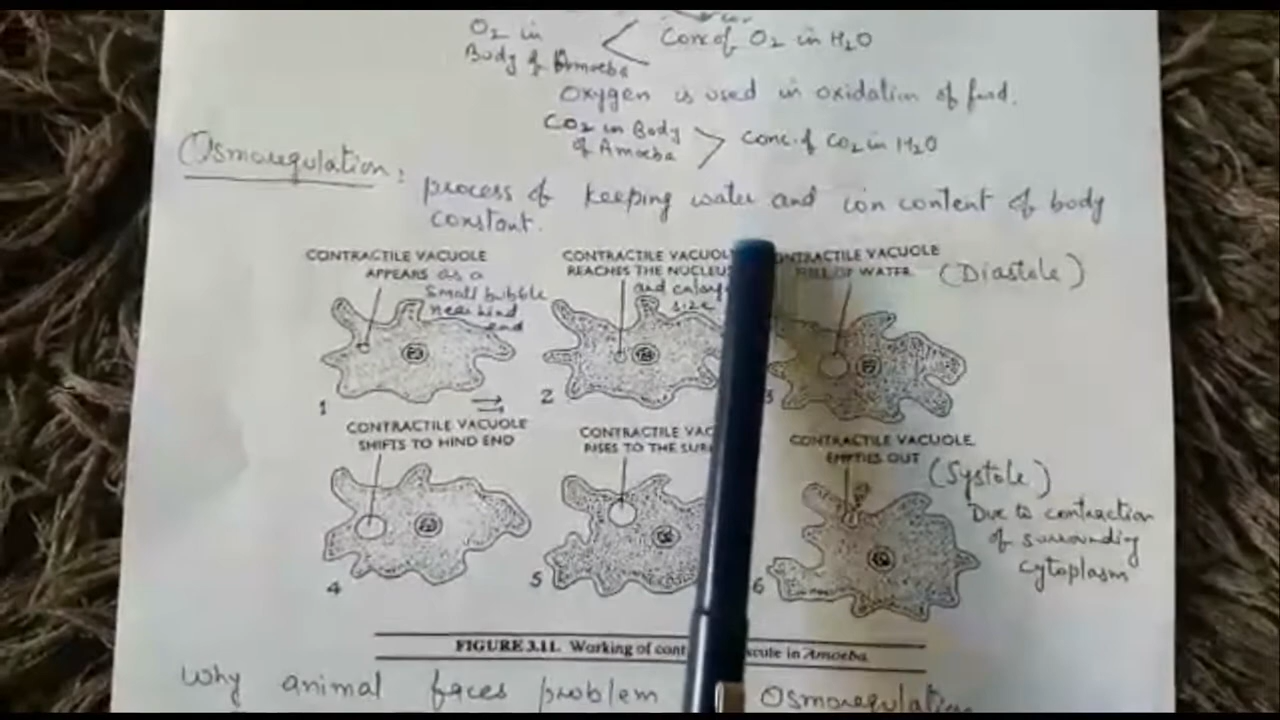 O₂ in
Body of Amoeba < Conc of O₂ in H₂O
Oxygen is used in oxidation of food.
CO₂ in Body
of Amoeba > conc. of CO₂ in H₂O
Osmoregulation: process of keeping water and ion content of body
constant.
CONTRACTILE VACUOLE
APPEARS as a
small bubble
near hind
end
1
CONTRACTILE
REACHES THE NUCLEUS
and
size
2
VACUOLE
OF WATER (Diastole)
3
CONTRACTILE VACUOLE
SHIFTS TO HIND END
4
CONTRACTILE
RISES TO THE
5
CONTRACTILE VACUOLE
EMPTIES OUT (Systole)
Due to contraction
of surrounding
cytoplasm
6
FIGURE 3.11. Working of in Amoeba.
Why animal faces problem Osmoregulation